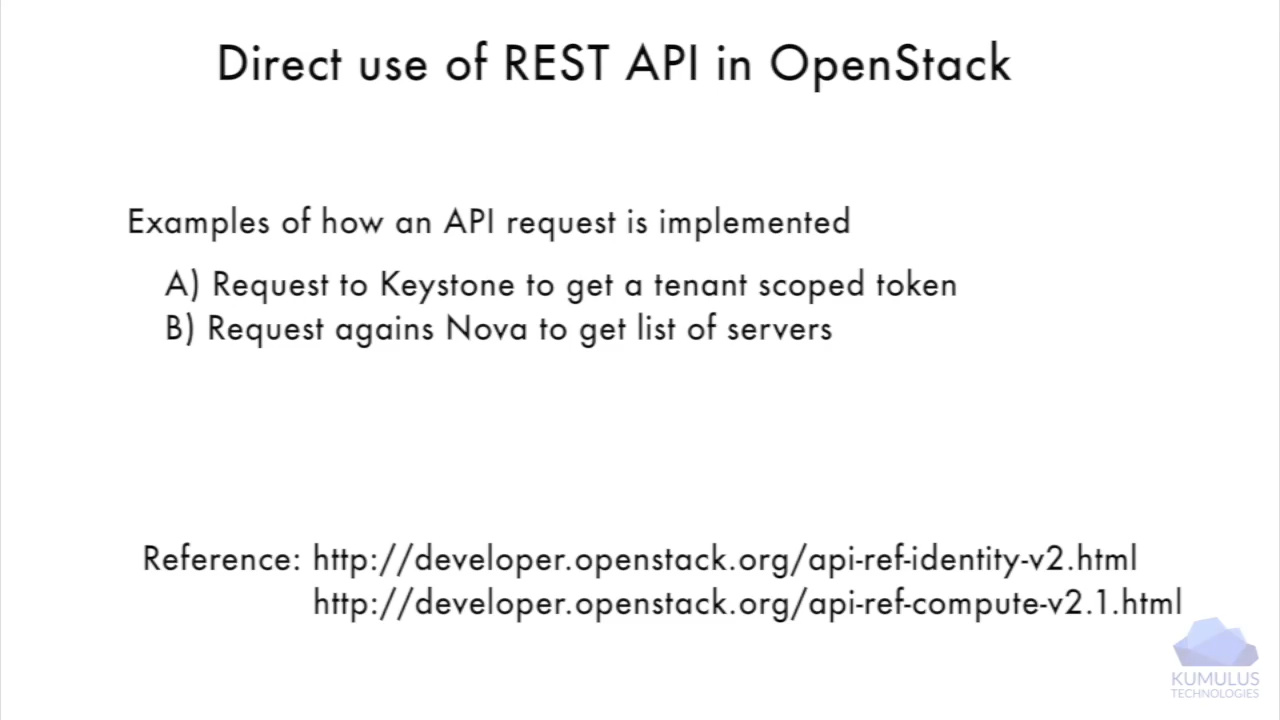 Direct use of REST API in OpenStack
Examples of how an API request is implemented
A) Request to Keystone to get a tenant scoped token
B) Request agains Nova to get list of servers
Reference: http://developer.openstack.org/api-ref-identity-v2.html
http://developer.openstack.org/api-ref-compute-v2.1.html
KUMULUS
TECHNOLOGIES